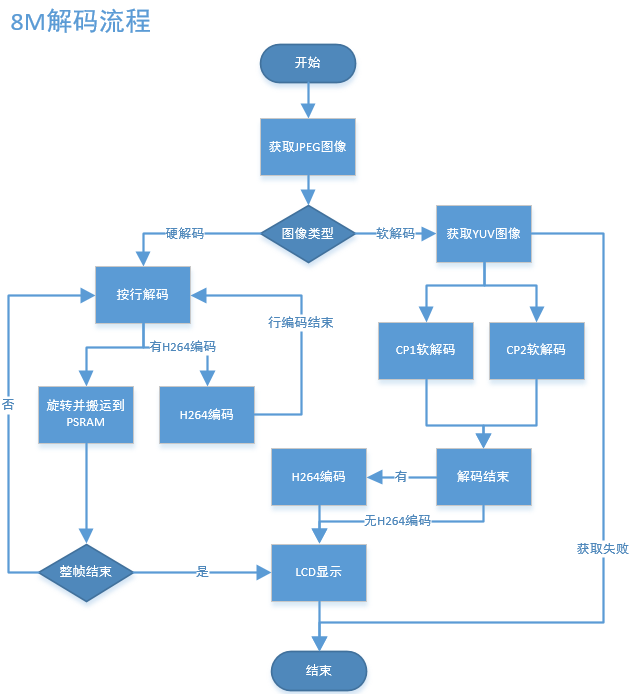 8M解码流程
开始
获取JPEG图像
图像类型
硬解码
软解码
获取YUV图像
按行解码
行编码结束
有H264编码
CP1软解码
CP2软解码
否
旋转并搬运到
PSRAM
H264编码
H264编码
有
解码结束
无H264编码
获取失败
整帧结束
是
LCD显示
结束